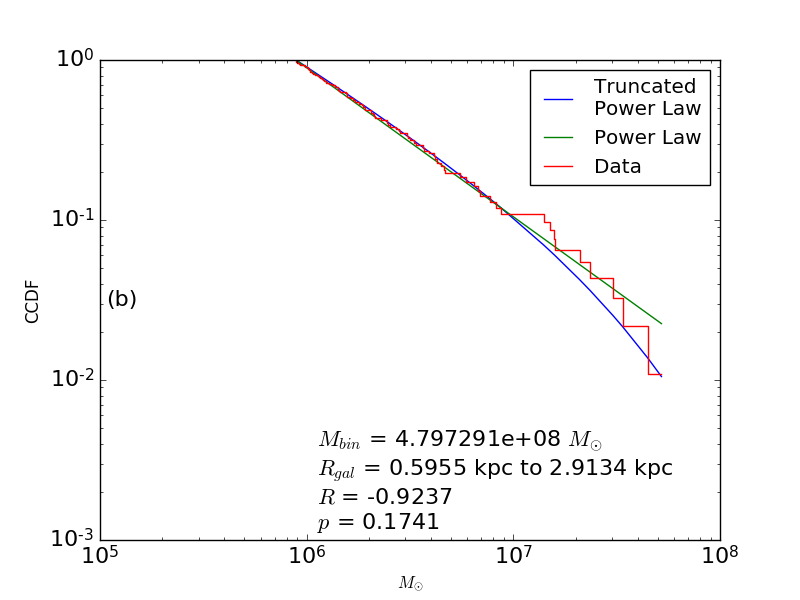 10^0
10^-1
10^-2
10^-3
CCDF
(b)
Truncated
Power Law
Power Law
Data
M_bin = 4.797291e+08 M_⊙
R_gal = 0.5955 kpc to 2.9134 kpc
R = -0.9237
p = 0.1741
10^5 10^6 10^7 10^8
M_⊙